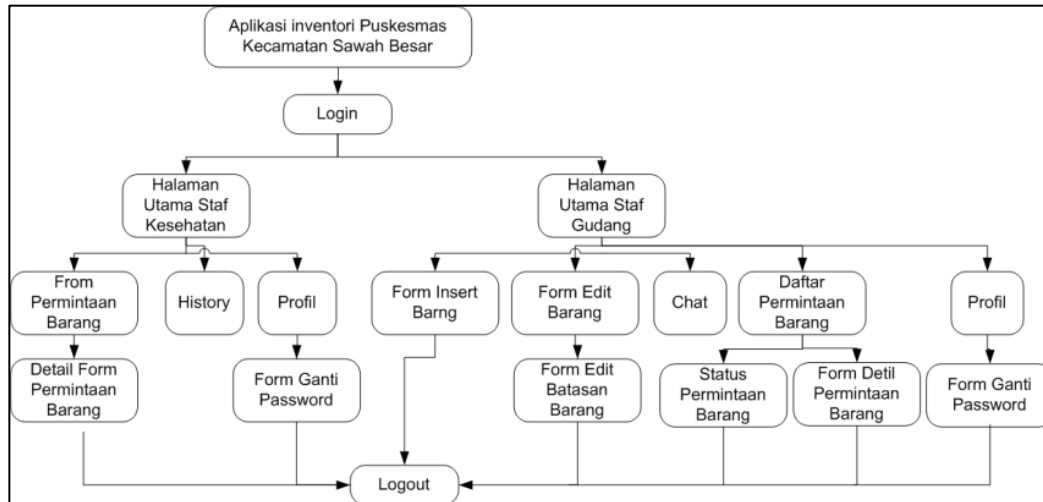 Aplikasi inventori Puskesmas
Kecamatan Sawah Besar
Login
Halaman
Utama Staf
Kesehatan
Halaman
Utama Staf
Gudang
From
Permintaan
Barang
History
Profil
Form Insert
Barng
Form Edit
Barang
Chat
Daftar
Permintaan
Barang
Profil
Detail Form
Permintaan
Barang
Form Ganti
Password
Form Edit
Batasan
Barang
Status
Permintaan
Barang
Form Detil
Permintaan
Barang
Form Ganti
Password
Logout